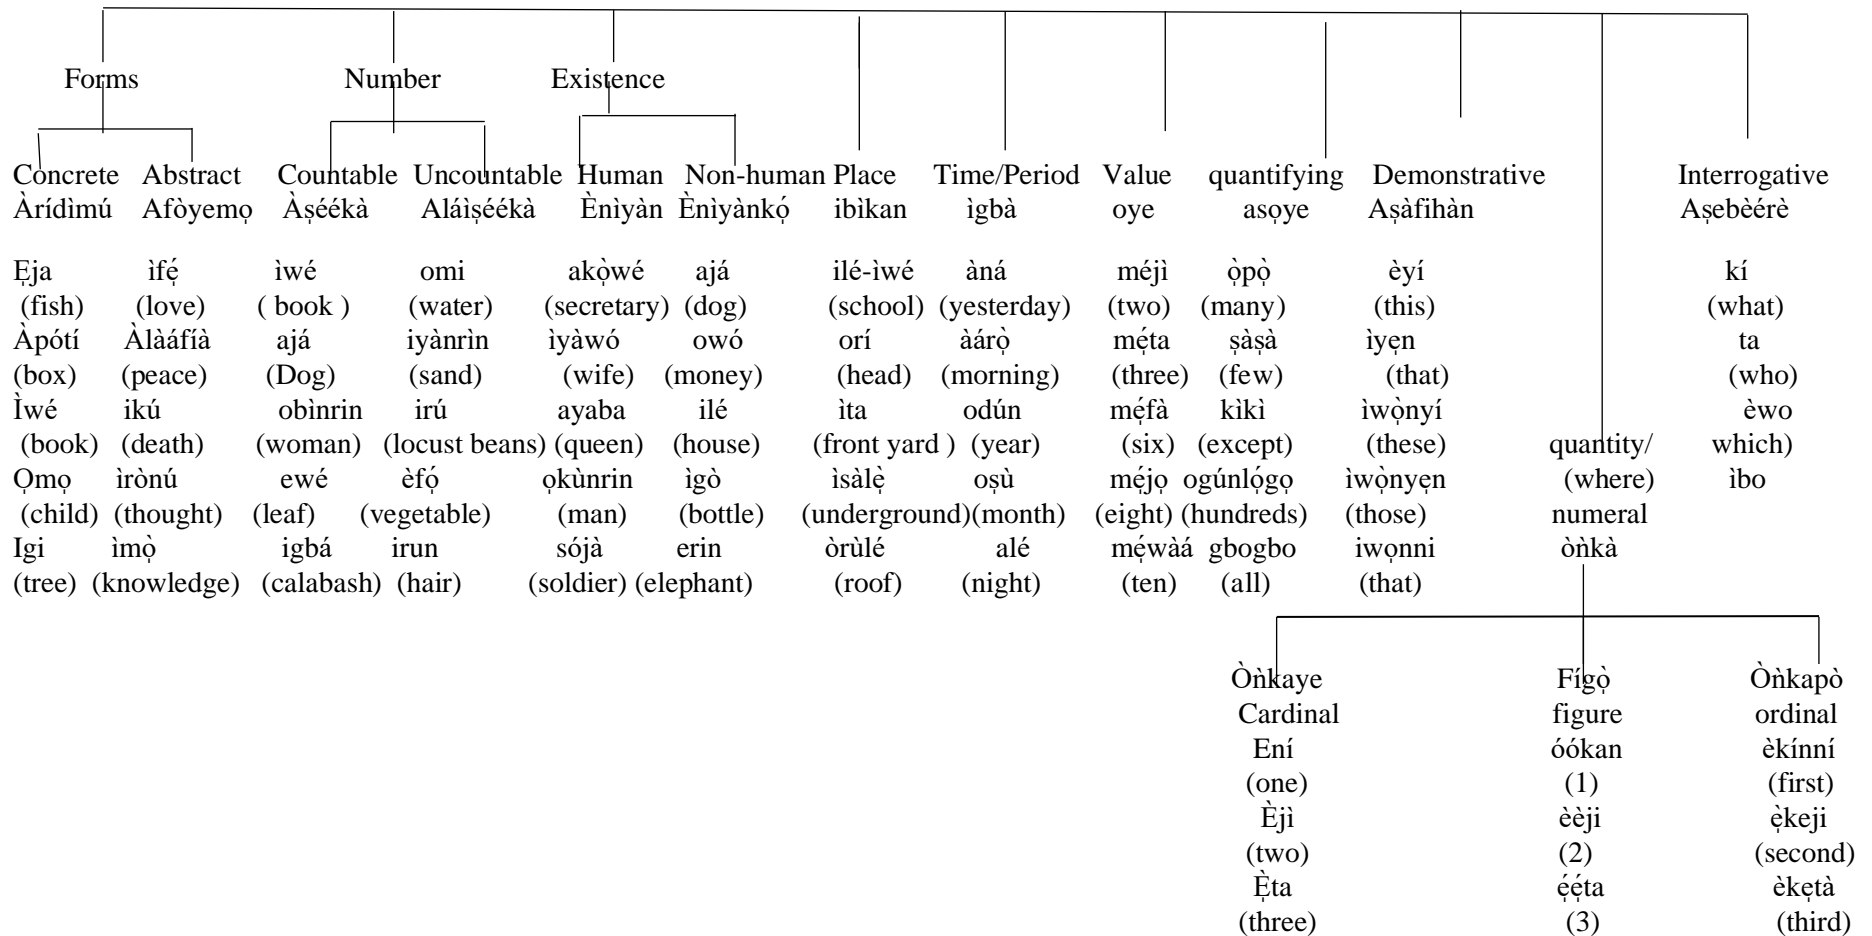 Forms Number Existence
Concrete Abstract Countable Uncountable Human Non-human Place Time/Period Value quantifying Demonstrative Interrogative
Àrídìmú Afòyemọ Àṣéékà Aláìṣéékà Ènìyàn Ènìyànkọ́ ibìkan ìgbà oye asọye Aṣàfihàn Aṣebèérè
Ẹja ìfẹ́ ìwé omi akọ̀wé ajá ilé-ìwé àná méjì ọ̀pọ̀ èyí kí
(fish) (love) ( book ) (water) (secretary) (dog) (school) (yesterday) (two) (many) (this) (what)
Àpótí Àlàáfíà ajá iyànrìn ìyàwó owó orí àárọ̀ mẹ́ta ṣàṣà ìyẹn ta
(box) (peace) (Dog) (sand) (wife) (money) (head) (morning) (three) (few) (that) (who)
Ìwé ikú obìnrin irú ayaba ilé ìta odún mẹ́fà kìkì ìwọ̀nyí èwo
(book) (death) (woman) (locust beans) (queen) (house) (front yard ) (year) (six) (except) (these) quantity/ which)
Ọmọ ìrònú ewé èfọ́ ọkùnrin ìgò ìsàlẹ̀ oṣù mẹ́jọ ogúnlọ́gọ ìwọ̀nyẹn (where) ìbo
(child) (thought) (leaf) (vegetable) (man) (bottle) (underground) (month) (eight) (hundreds) (those) numeral
Igi ìmọ̀ igbá irun sójà erin òrùlé alé mẹ́wàá gbogbo iwọnni òǹkà
(tree) (knowledge) (calabash) (hair) (soldier) (elephant) (roof) (night) (ten) (all) (that)
Òǹkaye Fígọ̀ Òǹkapò
Cardinal figure ordinal
Ení óókan èkínní
(one) (1) (first)
Èjì èèji ẹ̀keji
(two) (2) (second)
Ẹ̀ta ẹ́ẹ́ta èkẹtà
(three) (3) (third)